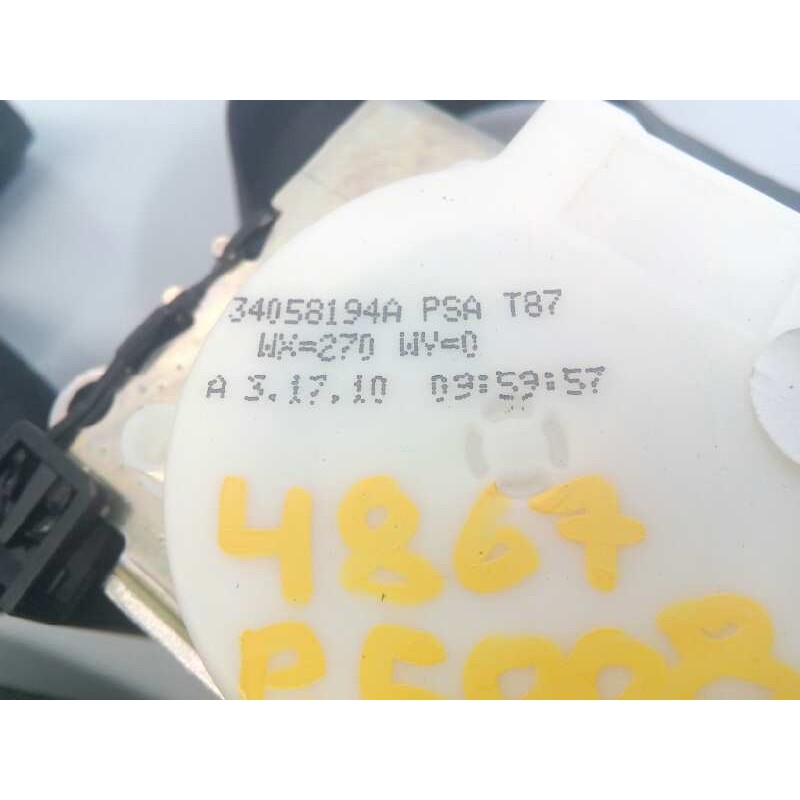 34058194A PSA T87
WX=270 WY=0
A 3.17.10 09:59:57
4867